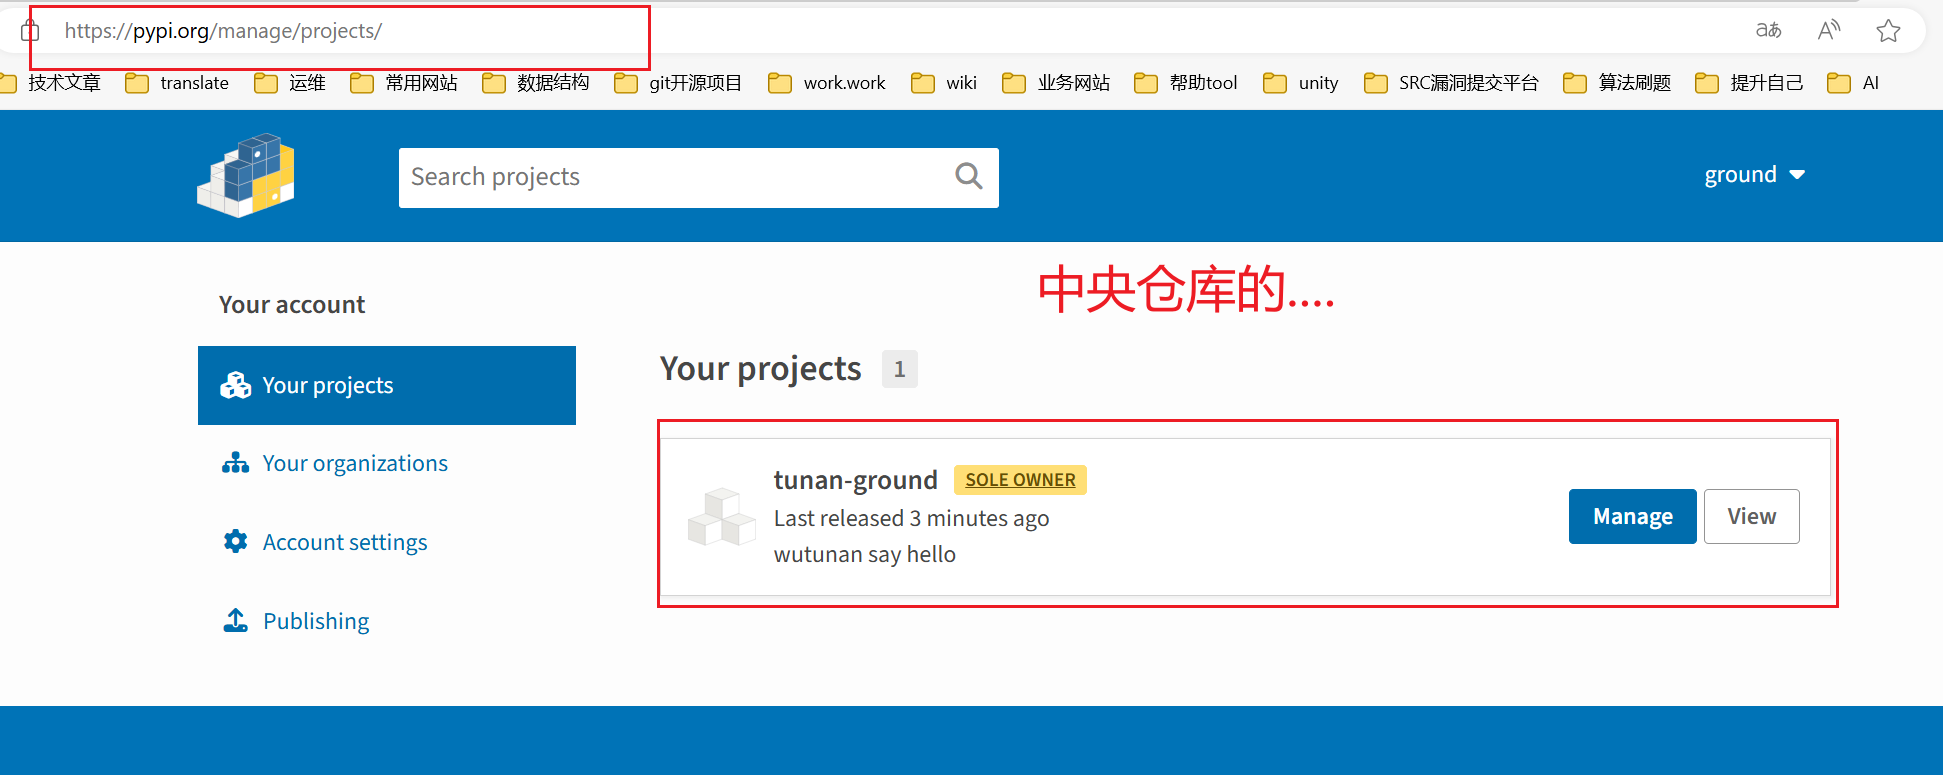 https://pypi.org/manage/projects/
技术文章 translate 运维 常用网站 数据结构 git开源项目 work.work wiki 业务网站 帮助tool unity SRC漏洞提交平台 算法刷题 提升自己 AI
Search projects
ground
中央仓库的....
Your account
Your projects
Your organizations
Account settings
Publishing
Your projects 1
tunan-ground SOLE OWNER
Last released 3 minutes ago
wutunan say hello
Manage View